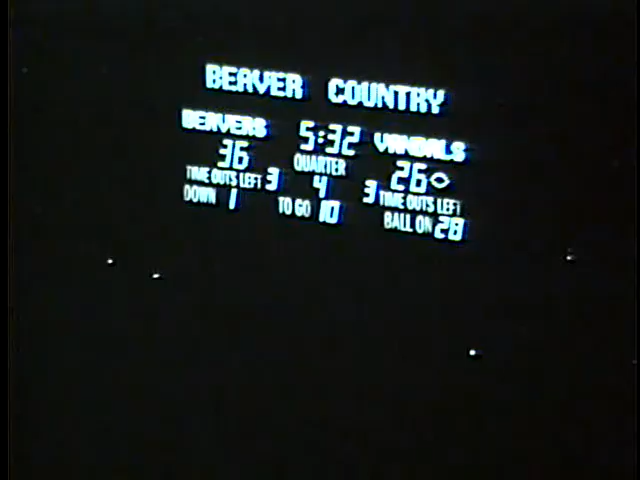 BEAVER COUNTRY
BEAVERS 5:32 VANDALS
36 QUARTER 26
TIME OUTS LEFT 3 4 3 TIME OUTS LEFT
DOWN 1 TO GO 10 BALL ON 28